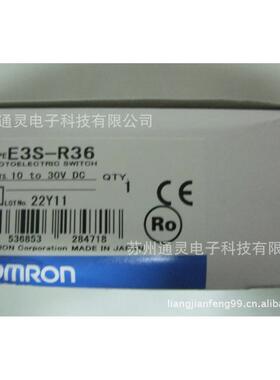 苏州通灵电子科技有限公司
E3S-R36
PHOTOELECTRIC SWITCH
10 to 30V DC QTY
1
CE
LOT No. 22Y11
Ro
536853 284718
苏州通灵电子科技有限公司
OMRON Corporation MADE IN JAPAN
OMRON
liangjianfeng99.cn.alibaba.com